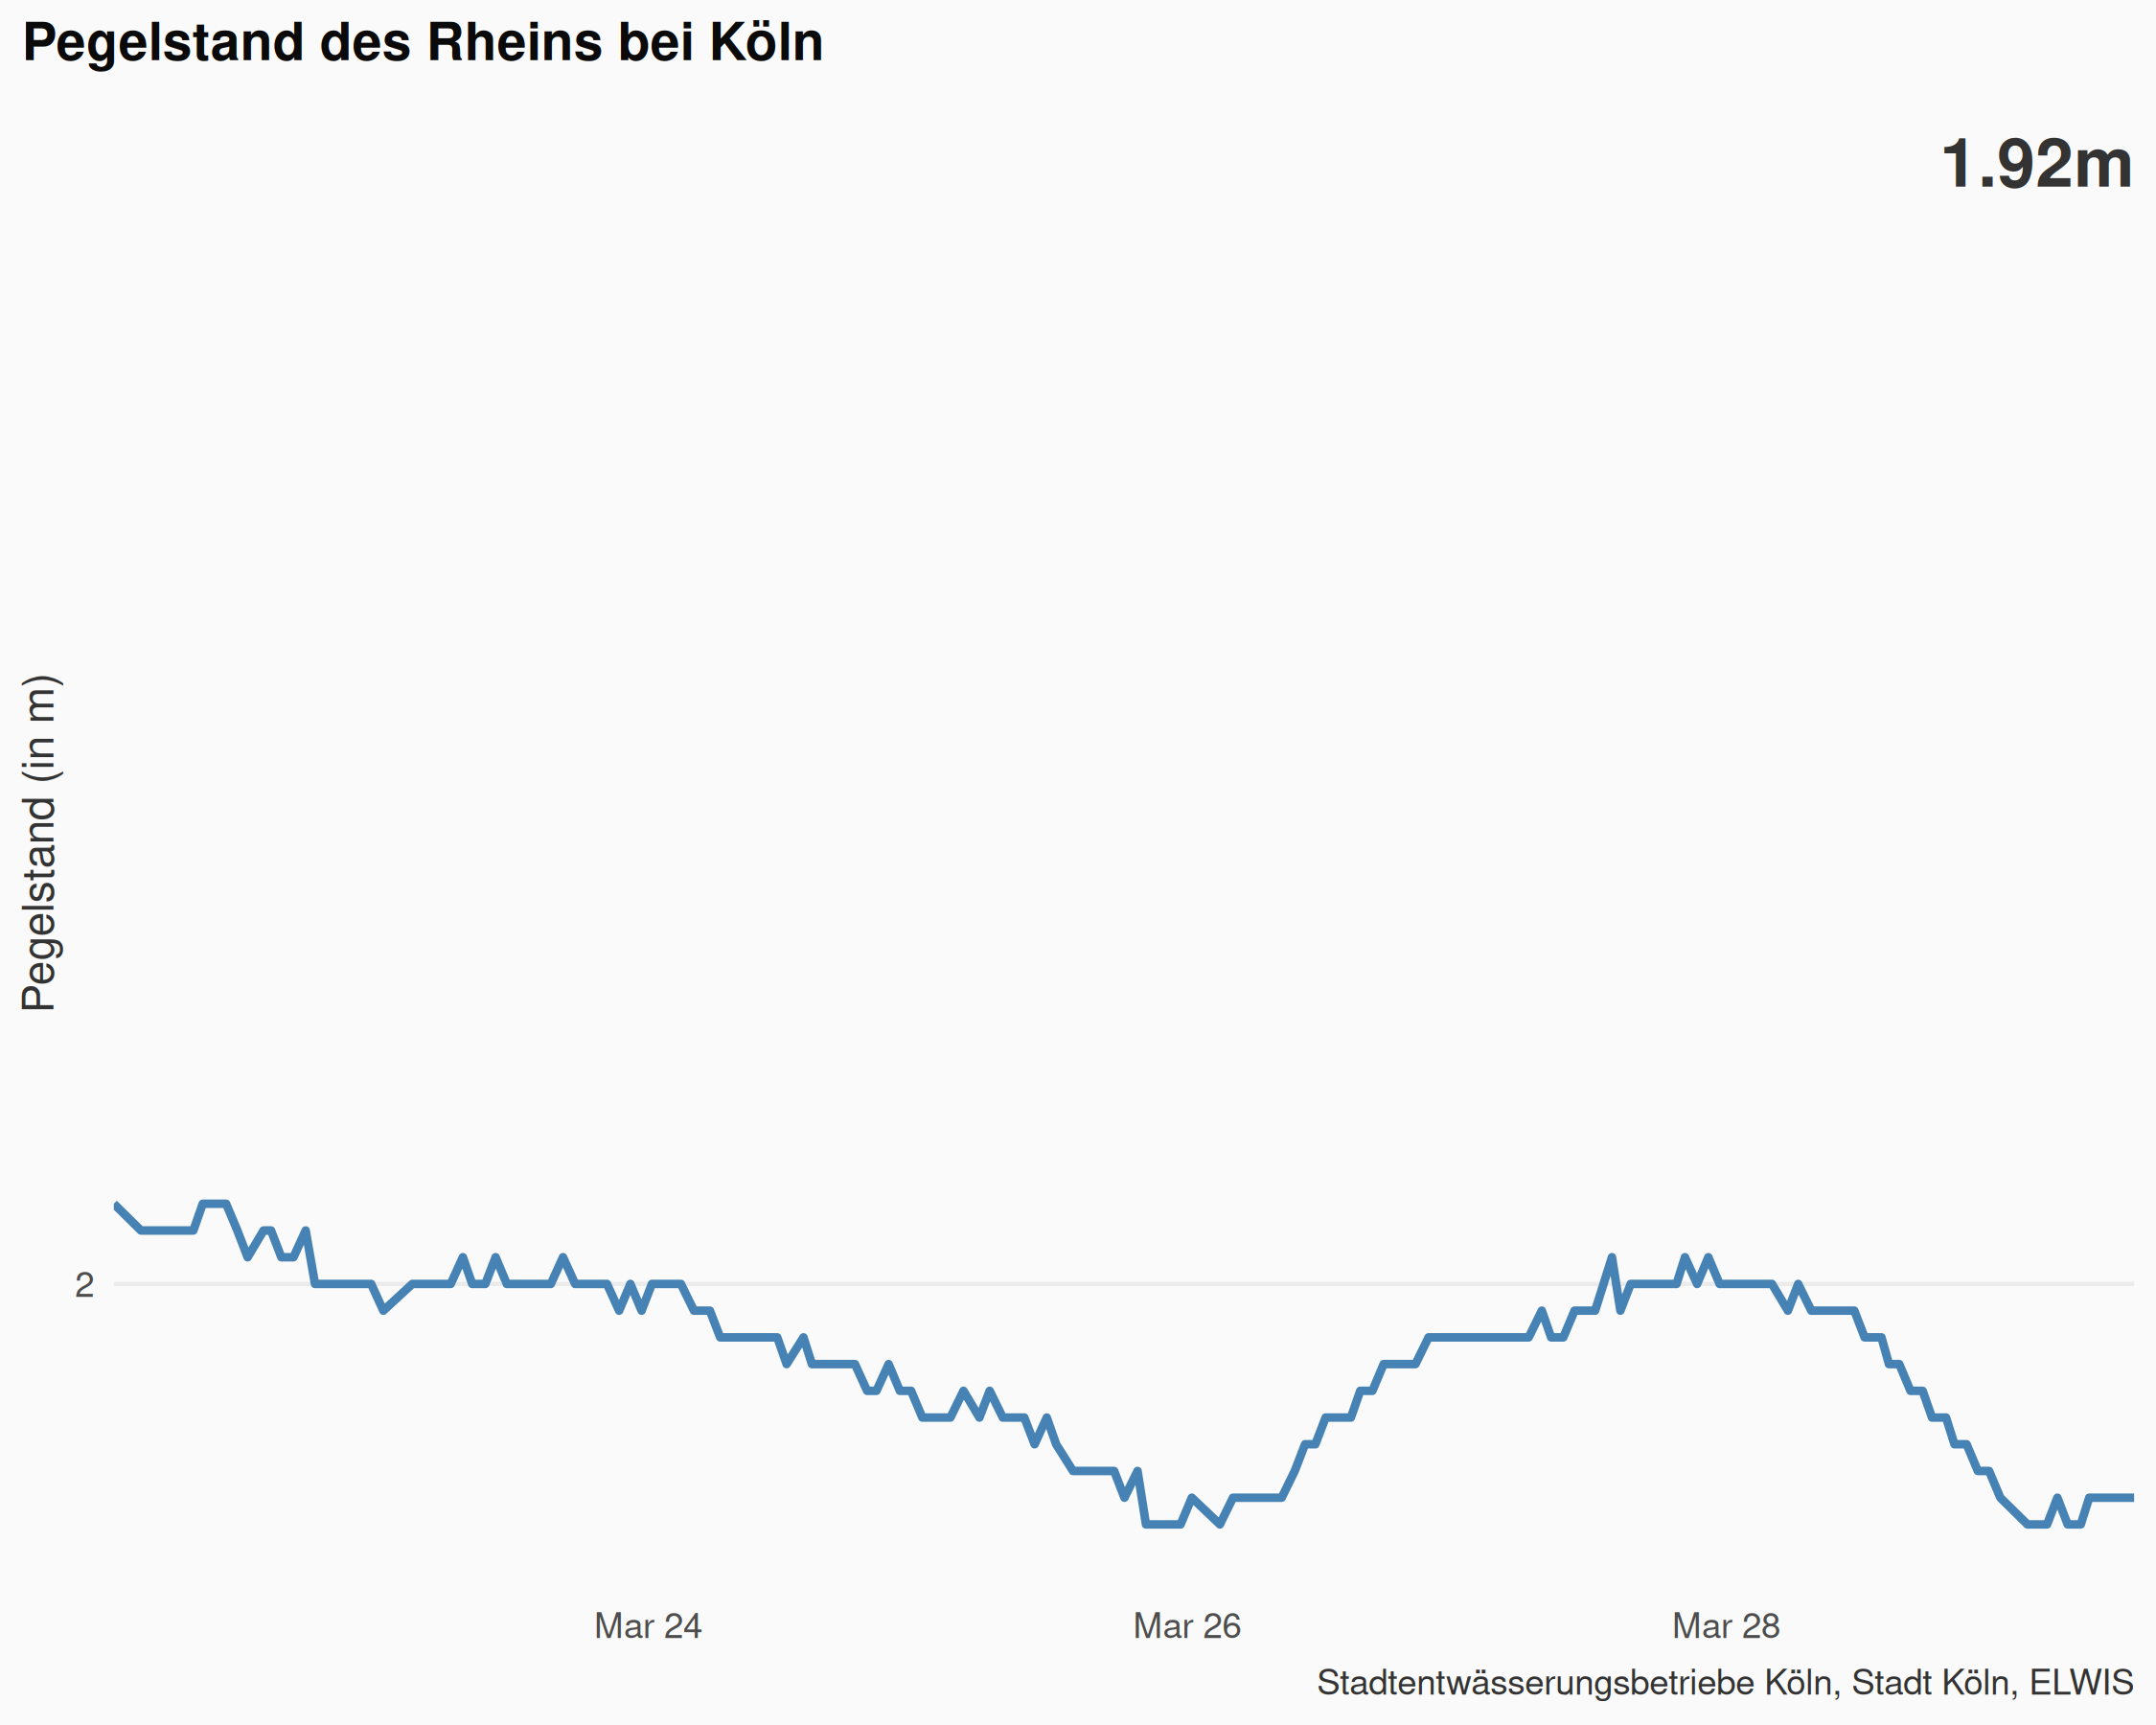 Pegelstand des Rheins bei Köln
1.92m
Pegelstand (in m)
2
Mar 24
Mar 26
Mar 28
Stadtentwässerungsbetriebe Köln, Stadt Köln, ELWIS